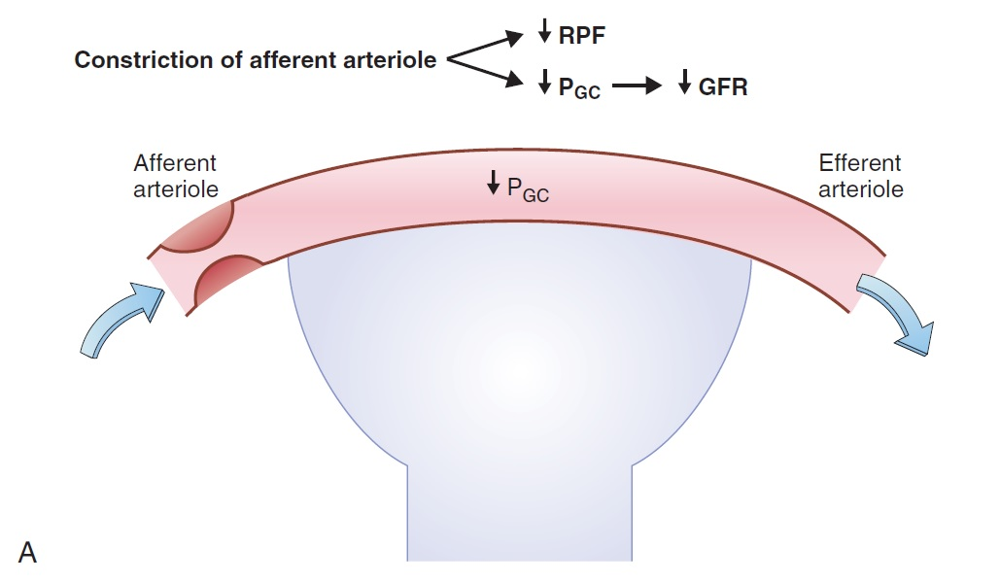 ↓ RPF
Constriction of afferent arteriole
↓ PGC → ↓ GFR
Afferent
arteriole
Efferent
arteriole
↓ PGC
A